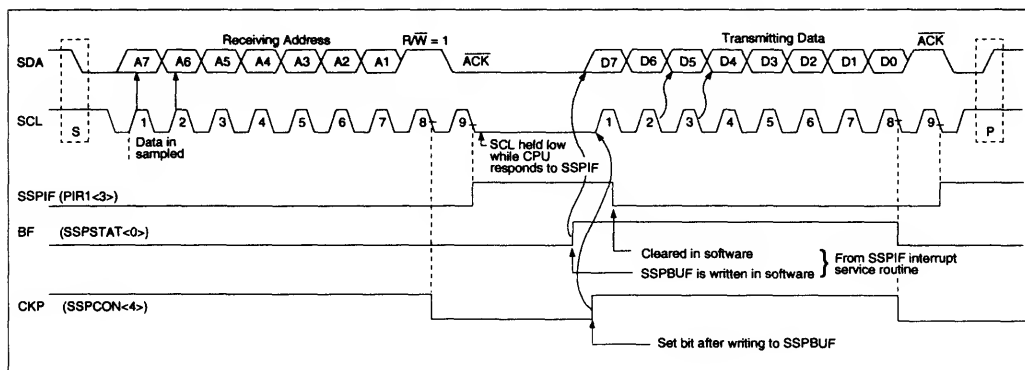 Receiving Address R/W̅ = 1 Transmitting Data A̅C̅K̅
SDA A7 A6 A5 A4 A3 A2 A1 A̅C̅K̅ D7 D6 D5 D4 D3 D2 D1 D0
SCL S 1 2 3 4 5 6 7 8 9 1 2 3 4 5 6 7 8 9 P
Data in
sampled
SCL held low
while CPU
responds to SSPIF
SSPIF (PIR1<3>)
BF (SSPSTAT<0>)
Cleared in software
SSPBUF is written in software
From SSPIF interrupt
service routine
CKP (SSPCON<4>)
Set bit after writing to SSPBUF